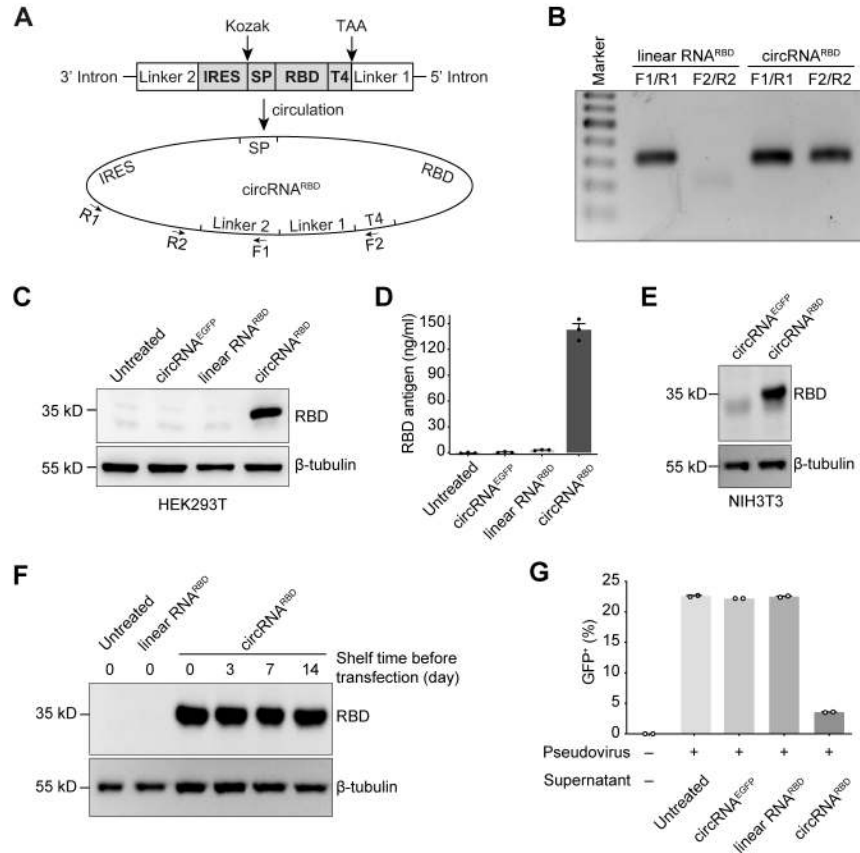 A
Kozak TAA
3' Intron Linker 2 IRES SP RBD T4 Linker 1 5' Intron
circulation
SP
IRES RBD
circRNA^RBD
R1 R2 Linker 2 F1 Linker 1 T4 F2
B
Marker linear RNA^RBD circRNA^RBD
F1/R1 F2/R2 F1/R1 F2/R2
C
Untreated circRNA^EGFP linear RNA^RBD circRNA^RBD
35 kD RBD
55 kD β-tubulin
HEK293T
D
RBD antigen (ng/ml)
150
120
90
60
30
0
Untreated circRNA^EGFP linear RNA^RBD circRNA^RBD
E
circRNA^EGFP circRNA^RBD
35 kD RBD
55 kD β-tubulin
NIH3T3
F
Untreated linear RNA^RBD circRNA^RBD
Shelf time before
0 0 0 3 7 14 transfection (day)
35 kD RBD
55 kD β-tubulin
G
GFP⁺ (%)
25
20
15
10
5
0
Pseudovirus – + + + +
Supernatant – Untreated circRNA^EGFP linear RNA^RBD circRNA^RBD